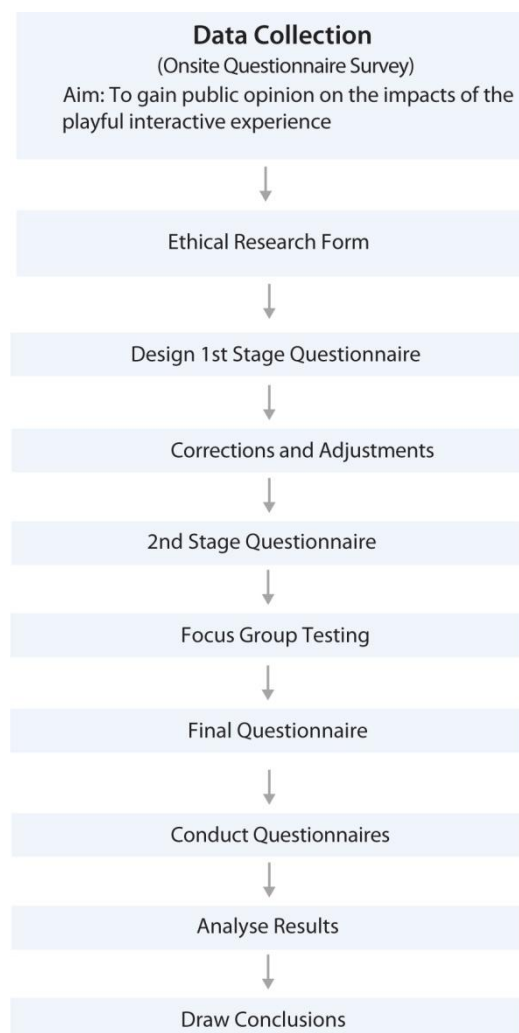 Data Collection
(Onsite Questionnaire Survey)
Aim: To gain public opinion on the impacts of the
playful interactive experience
Ethical Research Form
Design 1st Stage Questionnaire
Corrections and Adjustments
2nd Stage Questionnaire
Focus Group Testing
Final Questionnaire
Conduct Questionnaires
Analyse Results
Draw Conclusions